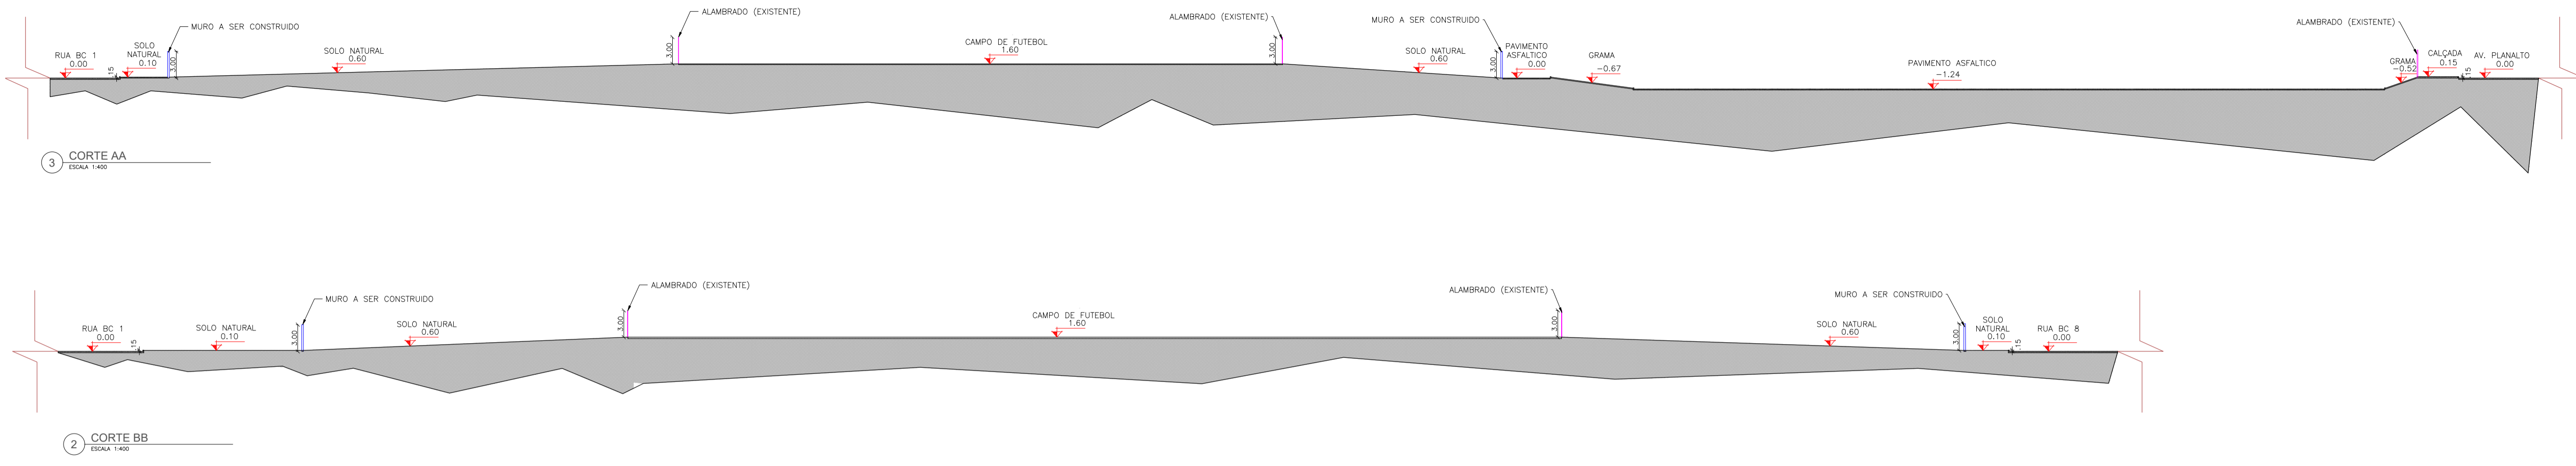 RUA BC 1
0.00
.15
SOLO
NATURAL
0.10
MURO A SER CONSTRUIDO
3.00
SOLO NATURAL
0.60
3.00
ALAMBRADO (EXISTENTE)
CAMPO DE FUTEBOL
1.60
ALAMBRADO (EXISTENTE)
3.00
MURO A SER CONSTRUIDO
SOLO NATURAL
0.60
3.00
PAVIMENTO
ASFALTICO
0.00
GRAMA
-0.67
PAVIMENTO ASFALTICO
-1.24
ALAMBRADO (EXISTENTE)
GRAMA
-0.52
CALÇADA
0.15
.15
AV. PLANALTO
0.00
3
CORTE AA
ESCALA 1:400
RUA BC 1
0.00
.15
SOLO NATURAL
0.10
3.00
MURO A SER CONSTRUIDO
SOLO NATURAL
0.60
3.00
ALAMBRADO (EXISTENTE)
CAMPO DE FUTEBOL
1.60
ALAMBRADO (EXISTENTE)
3.00
SOLO NATURAL
0.60
MURO A SER CONSTRUIDO
3.00
SOLO
NATURAL
0.10
.15
RUA BC 8
0.00
2
CORTE BB
ESCALA 1:400